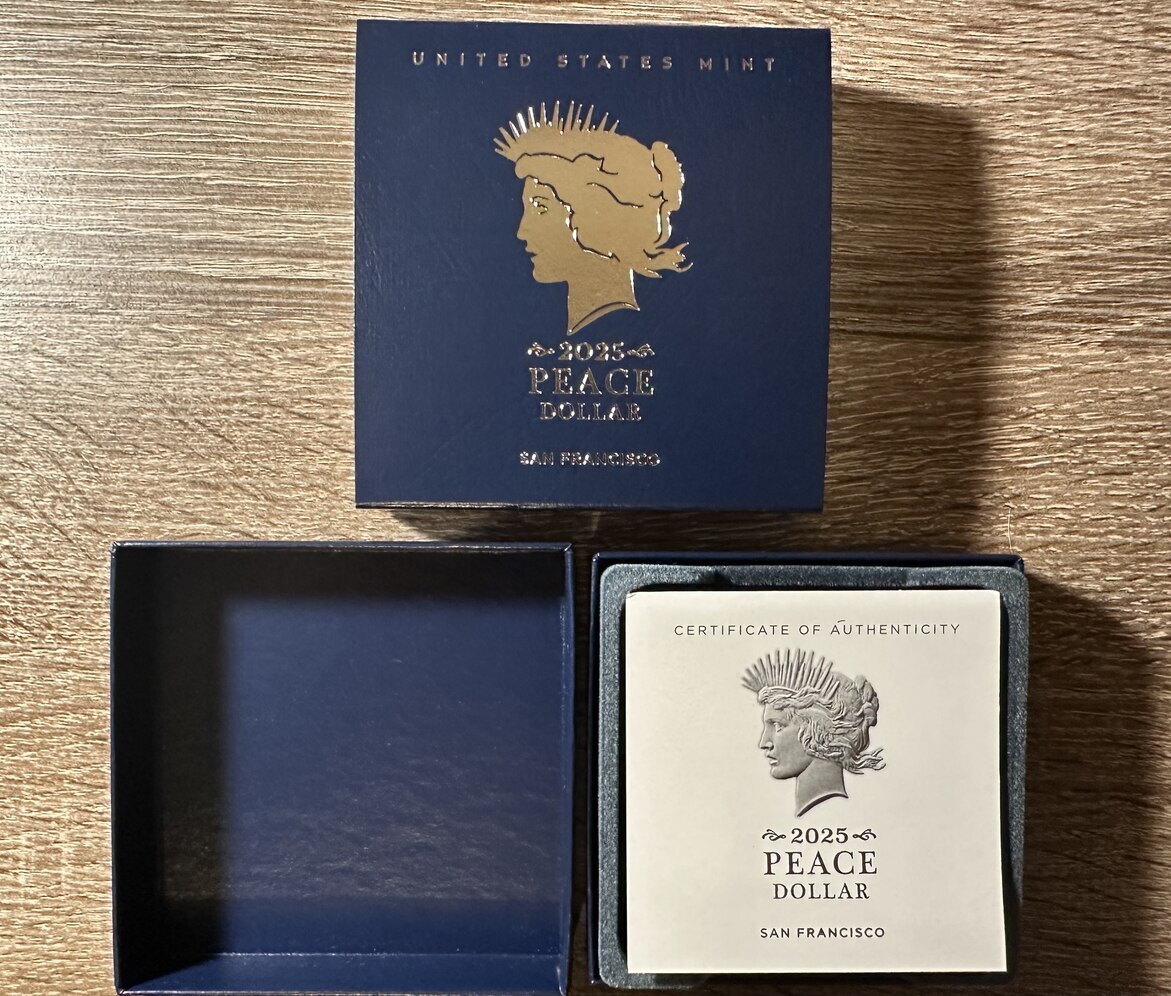 UNITED STATES MINT
2025
PEACE
DOLLAR
SAN FRANCISCO
CERTIFICATE OF AUTHENTICITY
2025
PEACE
DOLLAR
SAN FRANCISCO